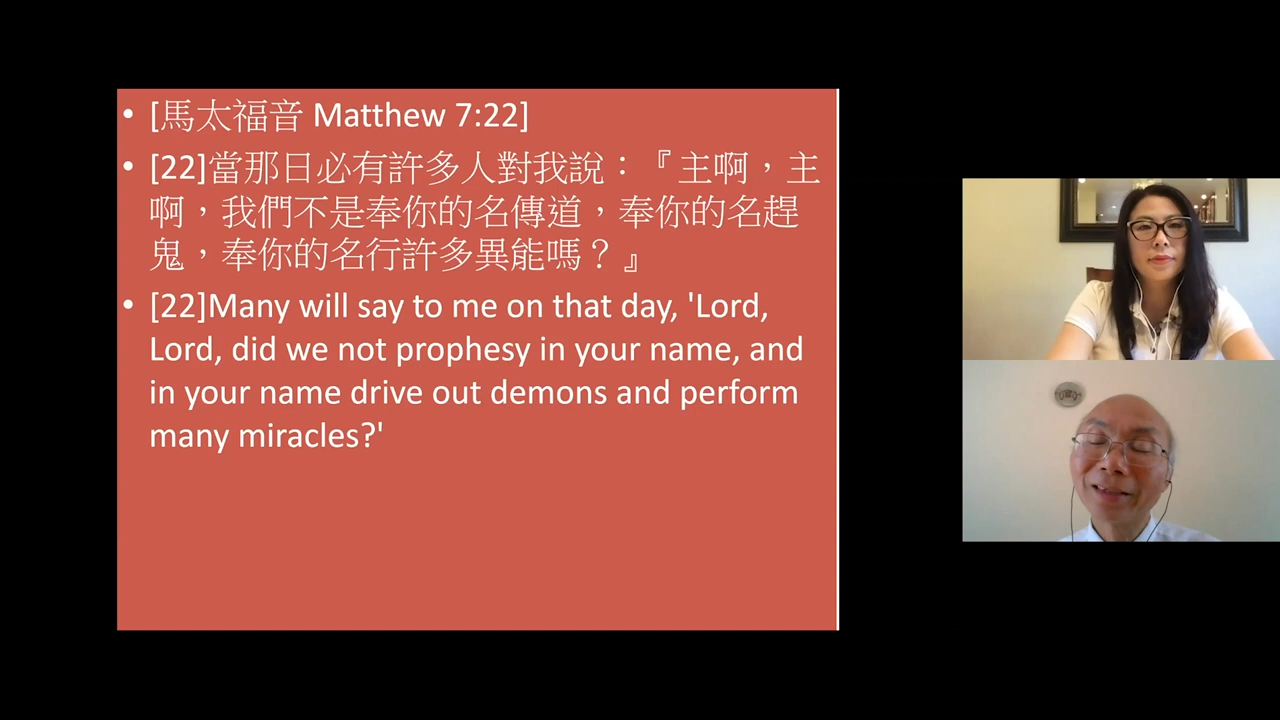 • [馬太福音 Matthew 7:22]
• [22]當那日必有許多人對我說：『主啊，主
啊，我們不是奉你的名傳道，奉你的名趕
鬼，奉你的名行許多異能嗎？』
• [22]Many will say to me on that day, 'Lord,
Lord, did we not prophesy in your name, and
in your name drive out demons and perform
many miracles?'